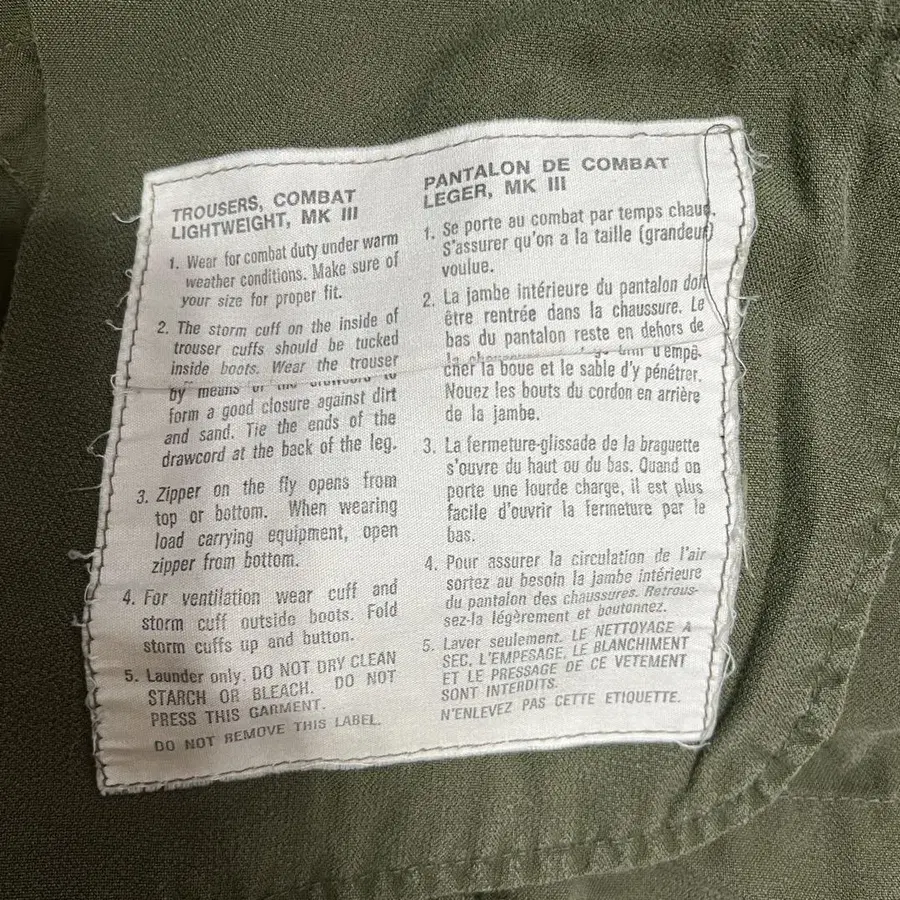 TROUSERS, COMBAT
LIGHTWEIGHT, MK III
1. Wear for combat duty under warm
weather conditions. Make sure of
your size for proper fit.
2. The storm cuff on the inside of
trouser cuffs should be tucked
inside boots. Wear the trouser
by means of the drawcord to
form a good closure against dirt
and sand. Tie the ends of the
drawcord at the back of the leg.
3. Zipper on the fly opens from
top or bottom. When wearing
load carrying equipment, open
zipper from bottom.
4. For ventilation wear cuff and
storm cuff outside boots. Fold
storm cuffs up and button.
5. Launder only. DO NOT DRY CLEAN
STARCH OR BLEACH. DO NOT
PRESS THIS GARMENT.
DO NOT REMOVE THIS LABEL.
PANTALON DE COMBAT
LEGER, MK III
1. Se porte au combat par temps chaud.
S'assurer qu'on a la taille (grandeur)
voulue.
2. La jambe intérieure du pantalon doit
être rentrée dans la chaussure. Le
bas du pantalon reste en dehors de
la d'empê-
cher la boue et le sable d'y pénétrer.
Nouez les bouts du cordon en arrière
de la jambe.
3. La fermeture-glissade de la braguette
s'ouvre du haut ou du bas. Quand on
porte une lourde charge, il est plus
facile d'ouvrir la fermeture par le
bas.
4. Pour assurer la circulation de l'air
sortez au besoin la jambe intérieure
du pantalon des chaussures. Retrous-
sez-la légèrement et boutonnez.
5. Laver seulement. LE NETTOYAGE A
SEC, L'EMPESAGE, LE BLANCHIMENT
ET LE PRESSAGE DE CE VETEMENT
SONT INTERDITS.
N'ENLEVEZ PAS CETTE ETIQUETTE.